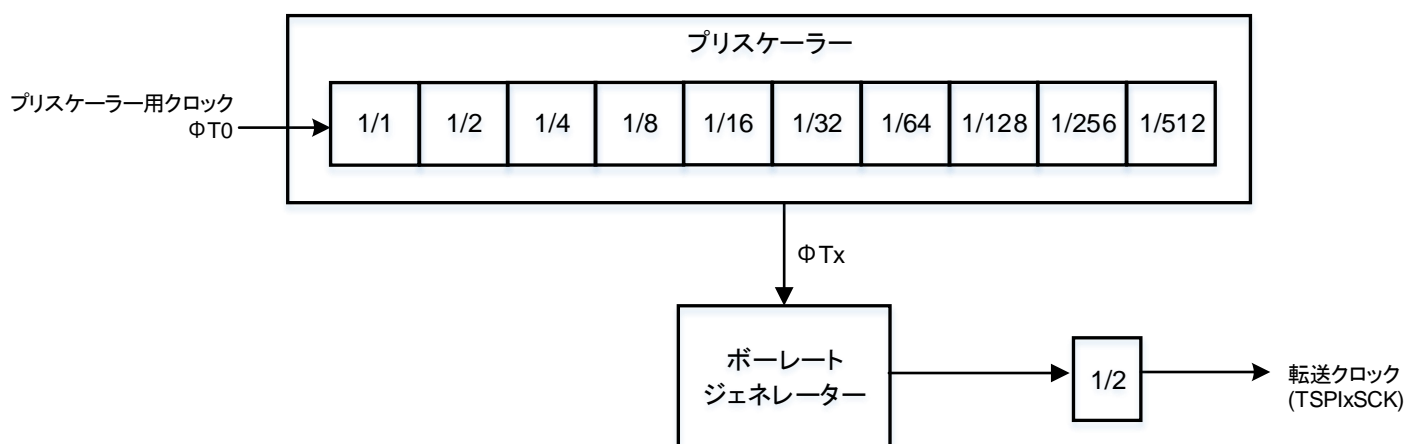 プリスケーラー
プリスケーラー用クロック
ΦT0
1/1
1/2
1/4
1/8
1/16
1/32
1/64
1/128
1/256
1/512
ΦTx
ボーレート
ジェネレーター
1/2
転送クロック
(TSPIxSCK)